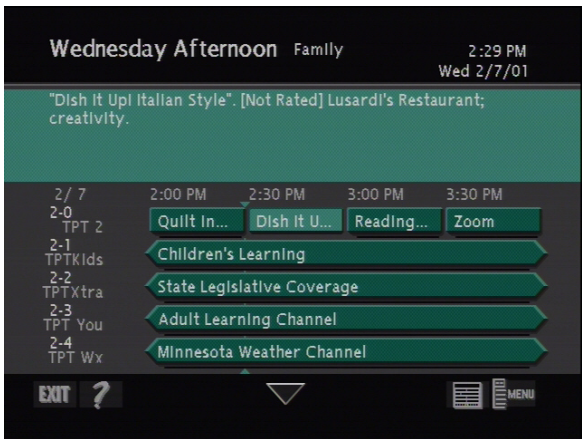 Wednesday Afternoon Family 2:29 PM
Wed 2/7/01
"Dish It Up! Italian Style". [Not Rated] Lusardi's Restaurant;
creativity.
2/ 7 2:00 PM 2:30 PM 3:00 PM 3:30 PM
2-0
TPT 2 Quilt In... Dish It U... Reading... Zoom
2-1
TPTKids Children's Learning
2-2
TPTXtra State Legislative Coverage
2-3
TPT You Adult Learning Channel
2-4
TPT Wx Minnesota Weather Channel
EXIT ? MENU